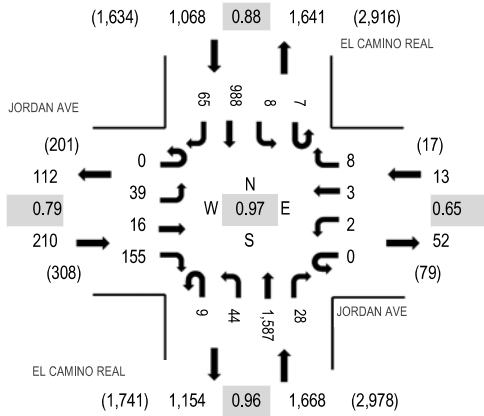 (1,634) 1,068 0.88 1,641 (2,916)
EL CAMINO REAL
JORDAN AVE
65 988 8 7
(201) (17)
112 0 N 8 13
0.79 39 W 0.97 E 3 0.65
210 16 S 2 52
(308) 155 0 (79)
9 44 1,587 28
JORDAN AVE
EL CAMINO REAL
(1,741) 1,154 0.96 1,668 (2,978)